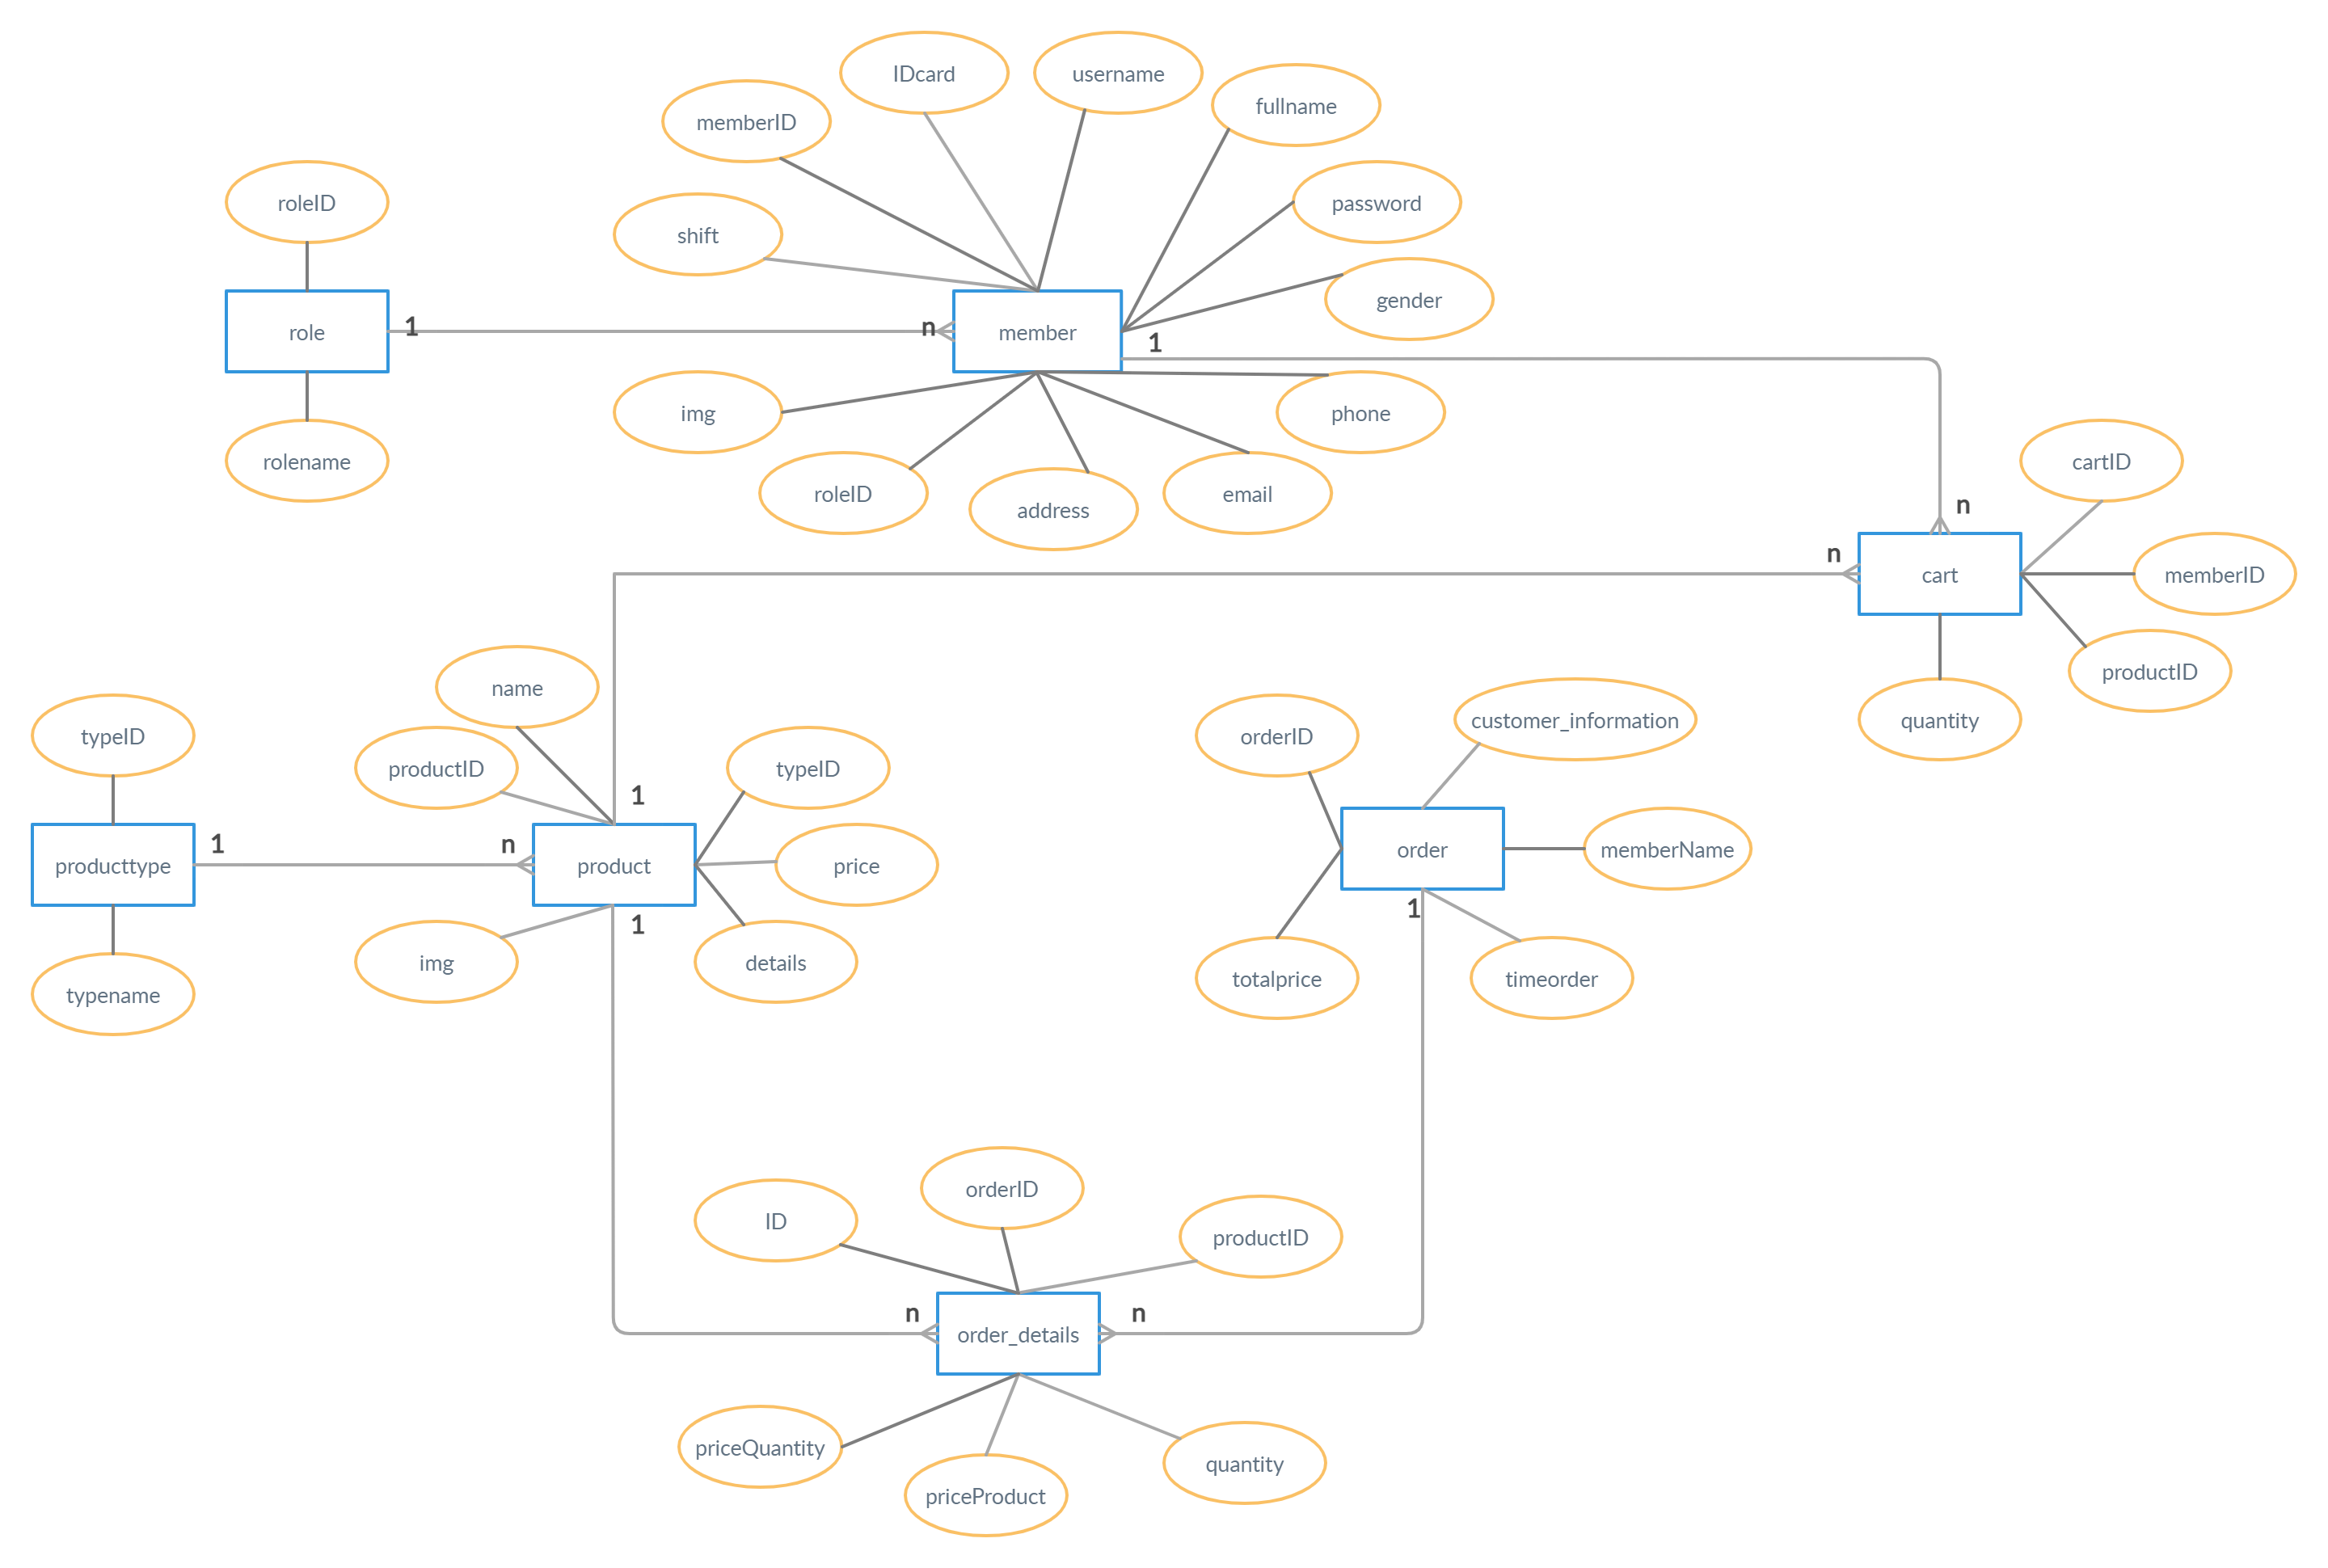 IDcard
username
fullname
memberID
password
roleID
shift
gender
role
1
n
member
1
img
phone
rolename
roleID
address
email
cartID
n
n
cart
memberID
productID
quantity
name
typeID
productID
typeID
1
producttype
1
n
product
price
1
img
details
typename
orderID
customer_information
order
memberName
1
totalprice
timeorder
ID
orderID
productID
n
order_details
n
priceQuantity
priceProduct
quantity